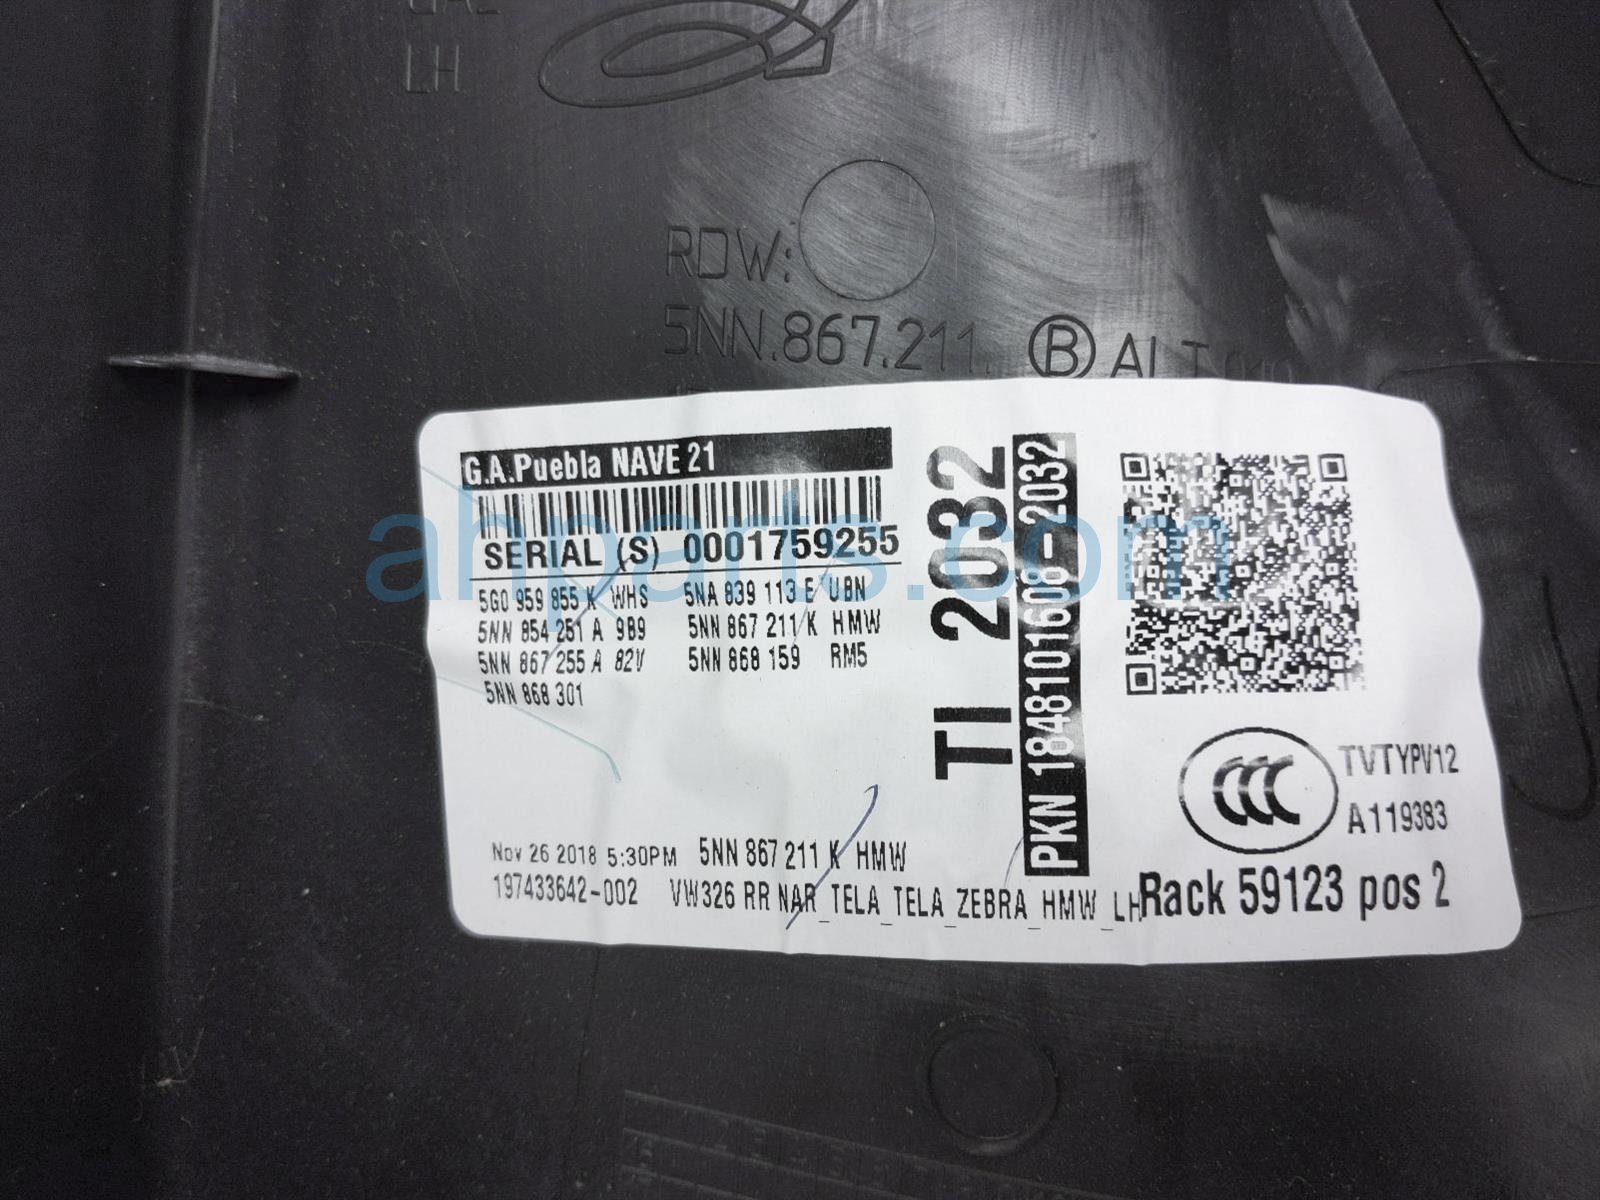 LH
RDW:
5NN.867.211. B ALT
G.A.Puebla NAVE 21
SERIAL (S) 0001759255
5G0 959 855 K WHS 5NA 839 113 E UBN
5NN 854 251 A 9B9 5NN 867 211 K HMW
5NN 867 255 A 82V 5NN 868 159 RM5
5NN 868 301
TI 2032
PKN 1848101608-2032
CCC
TVTYPV12
A119383
Nov 26 2018 5:30PM 5NN 867 211 K HMW
197433642-002 VW326 RR NAR_TELA_TELA_ZEBRA_HMW_LH
Rack 59123 pos 2
ahparts.com